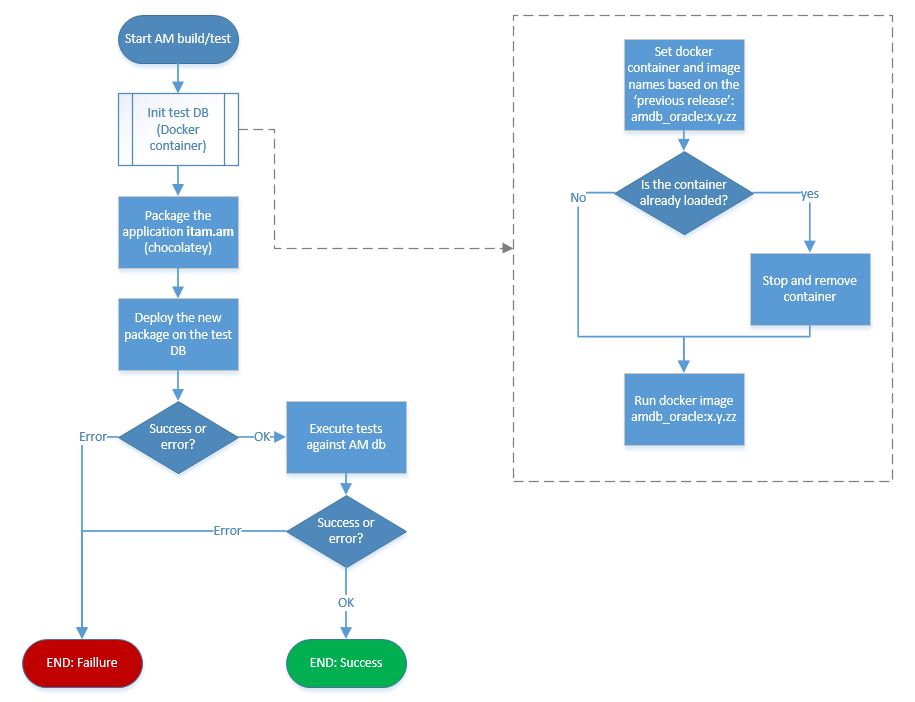 Start AM build/test
Init test DB
(Docker
container)
Package the
application itam.am
(chocolatey)
Deploy the new
package on the test
DB
Success or
error?
Error
OK
Execute tests
against AM db
Success or
error?
Error
OK
END: Faillure
END: Success
Set docker
container and image
names based on the
‘previous release’:
amdb_oracle:x.y.zz
Is the container
already loaded?
No
yes
Stop and remove
container
Run docker image
amdb_oracle:x.y.zz